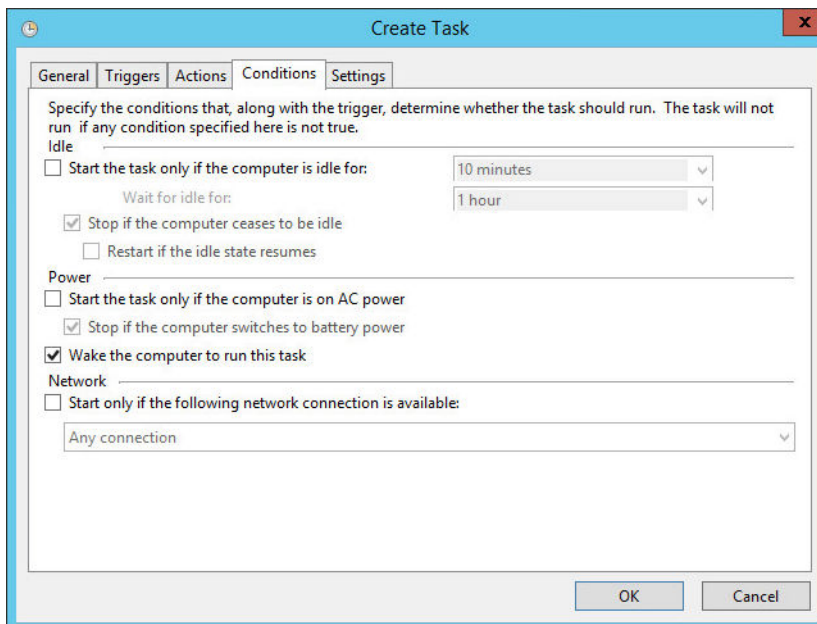 Create Task
x
General Triggers Actions Conditions Settings
Specify the conditions that, along with the trigger, determine whether the task should run. The task will not
run if any condition specified here is not true.
Idle
Start the task only if the computer is idle for: 10 minutes
Wait for idle for: 1 hour
Stop if the computer ceases to be idle
Restart if the idle state resumes
Power
Start the task only if the computer is on AC power
Stop if the computer switches to battery power
Wake the computer to run this task
Network
Start only if the following network connection is available:
Any connection
OK Cancel